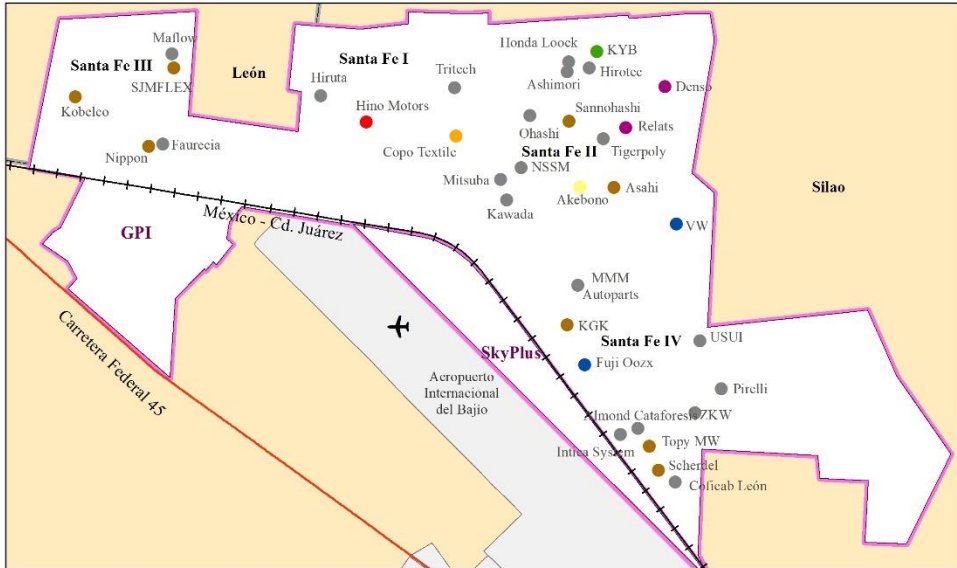 Maflow
Santa Fe III
SJMFLEX
Kobelco
Nippon
Faurecia
León
Santa Fe I
Hiruta
Tritech
Hino Motors
Copo Textile
Honda Loock
KYB
Ashimori
Hirotec
Denso
Sannohashi
Ohashi
Relats
Santa Fe II
Tigerpoly
NSSM
Mitsuba
Akebono
Asahi
Kawada
Silao
VW
México - Cd. Juárez
GPI
MMM
Autoparts
KGK
Santa Fe IV
USUI
SkyPlus
Fuji Oozx
Carretera Federal 45
Aeropuerto
Internacional
del Bajío
Pirelli
Almond Cataforesis
ZKW
Intica System
Topy MW
Scherdel
Coficab León